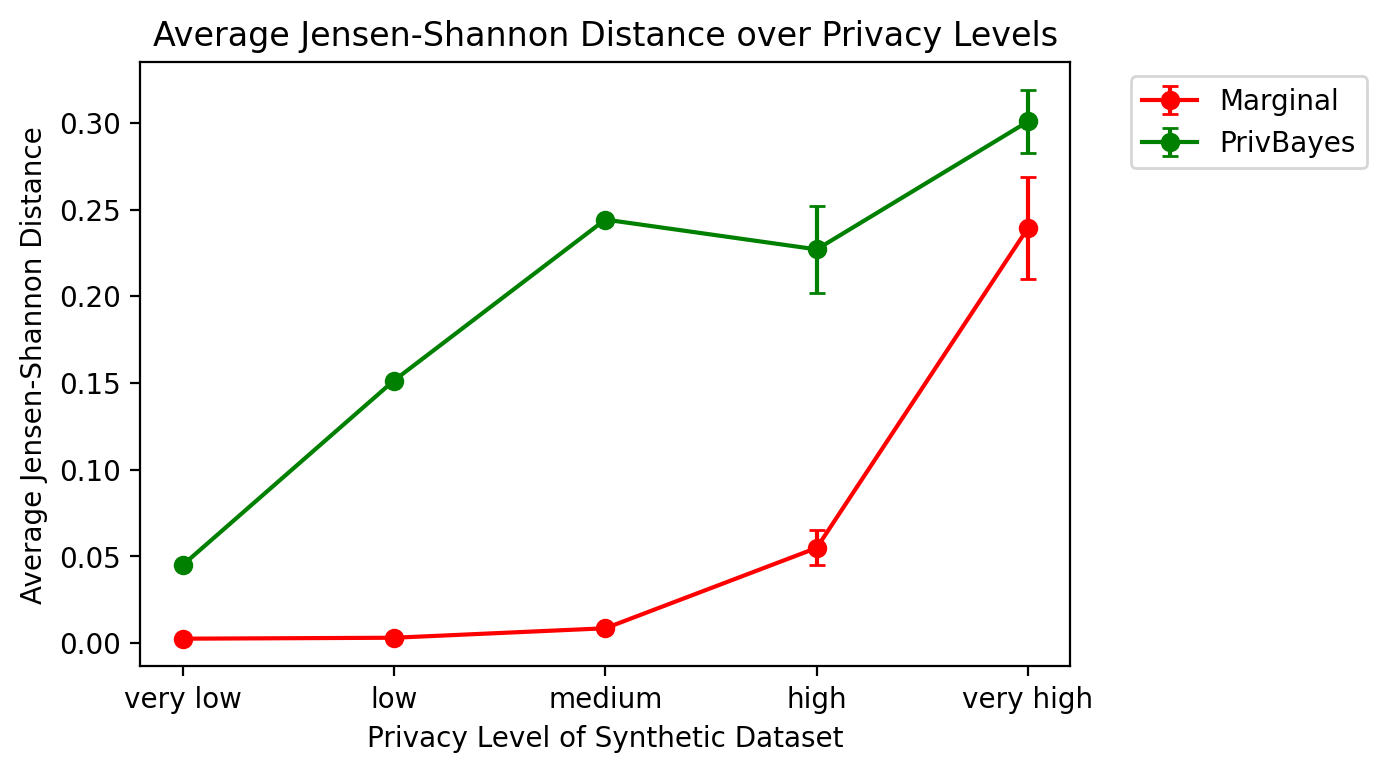 Average Jensen-Shannon Distance over Privacy Levels
Marginal
PrivBayes
Average Jensen-Shannon Distance
0.30
0.25
0.20
0.15
0.10
0.05
0.00
very low low medium high very high
Privacy Level of Synthetic Dataset